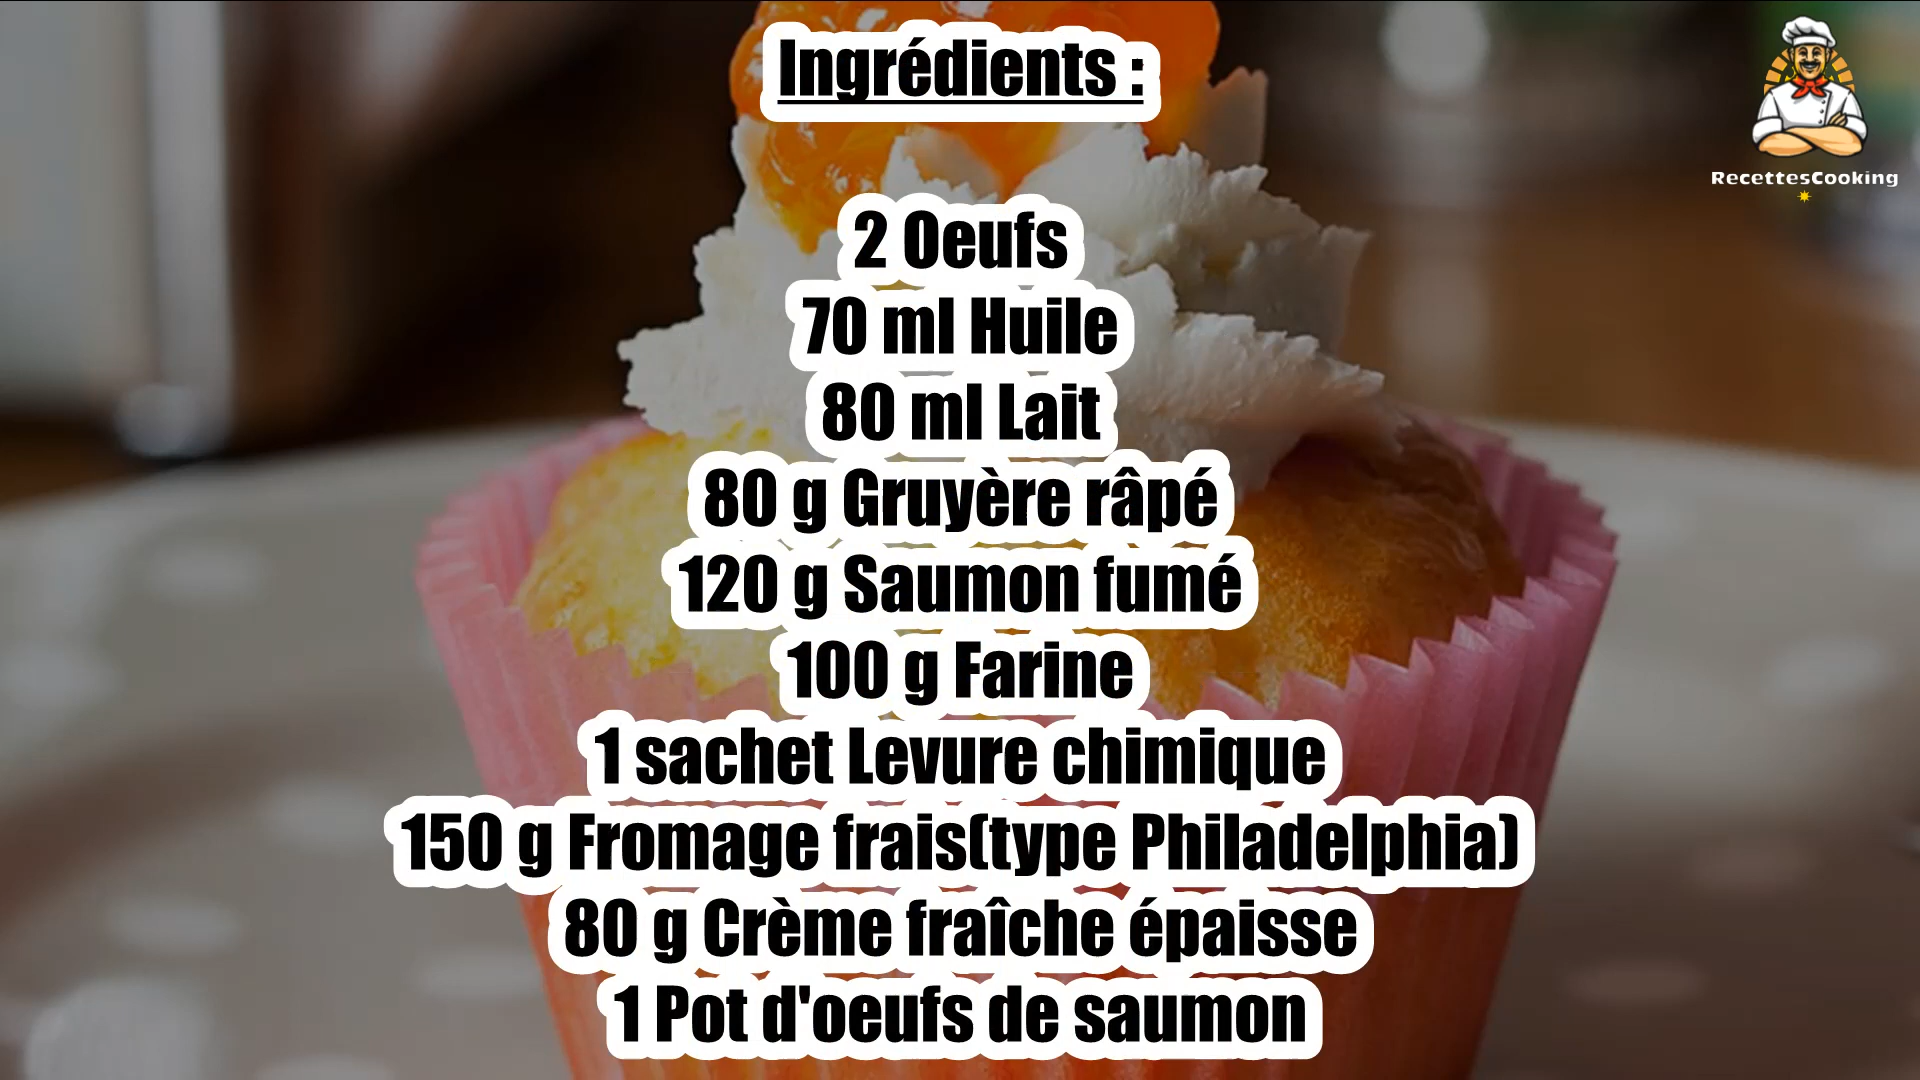 Ingrédients :
RecettesCooking
2 Oeufs
70 ml Huile
80 ml Lait
80 g Gruyère râpé
120 g Saumon fumé
100 g Farine
1 sachet Levure chimique
150 g Fromage frais(type Philadelphia)
80 g Crème fraîche épaisse
1 Pot d'oeufs de saumon